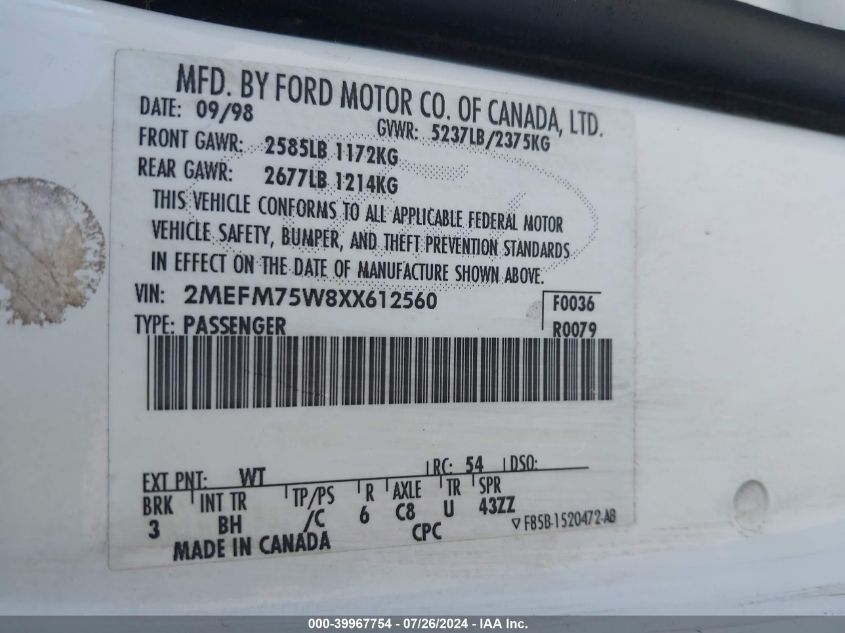 MFD. BY FORD MOTOR CO. OF CANADA, LTD.
DATE: 09/98 GVWR: 5237LB/2375KG
FRONT GAWR: 2585LB 1172KG
REAR GAWR: 2677LB 1214KG
THIS VEHICLE CONFORMS TO ALL APPLICABLE FEDERAL MOTOR
VEHICLE SAFETY, BUMPER, AND THEFT PREVENTION STANDARDS
IN EFFECT ON THE DATE OF MANUFACTURE SHOWN ABOVE.
VIN: 2MEFM75W8XX612560 F0036
TYPE: PASSENGER R0079
EXT PNT: WT RC: 54 DSO:
BRK INT TR TP/PS R AXLE TR SPR
3 BH /C 6 C8 U 43ZZ
MADE IN CANADA CPC ▽ F85B-1520472-AB
000-39967754 - 07/26/2024 - IAA Inc.